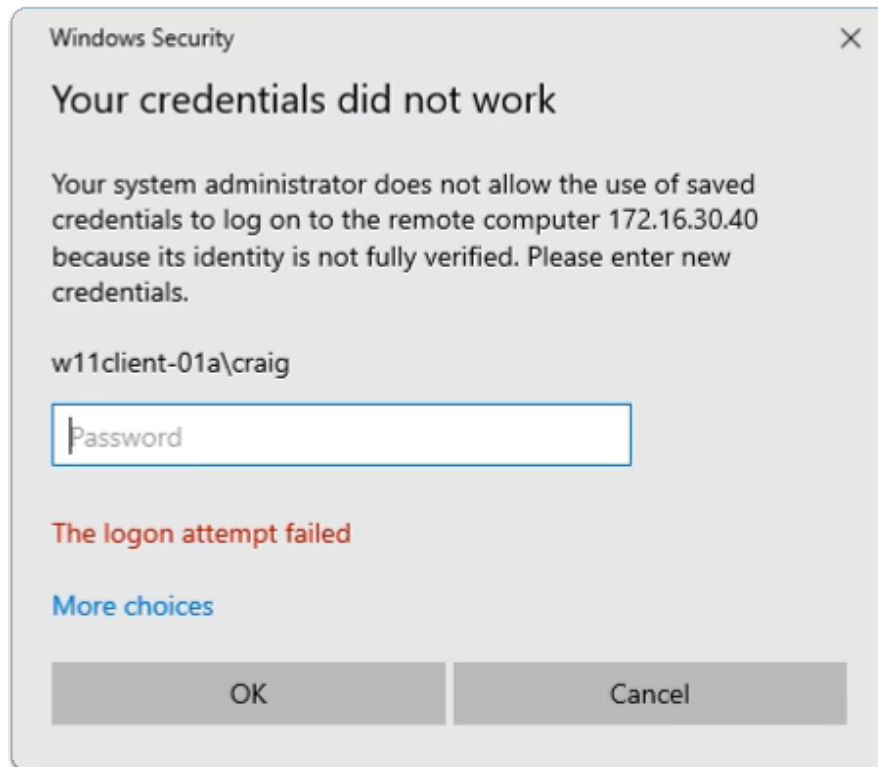 Windows Security
Your credentials did not work
Your system administrator does not allow the use of saved
credentials to log on to the remote computer 172.16.30.40
because its identity is not fully verified. Please enter new
credentials.
w11client-01a\craig
Password
The logon attempt failed
More choices
OK
Cancel